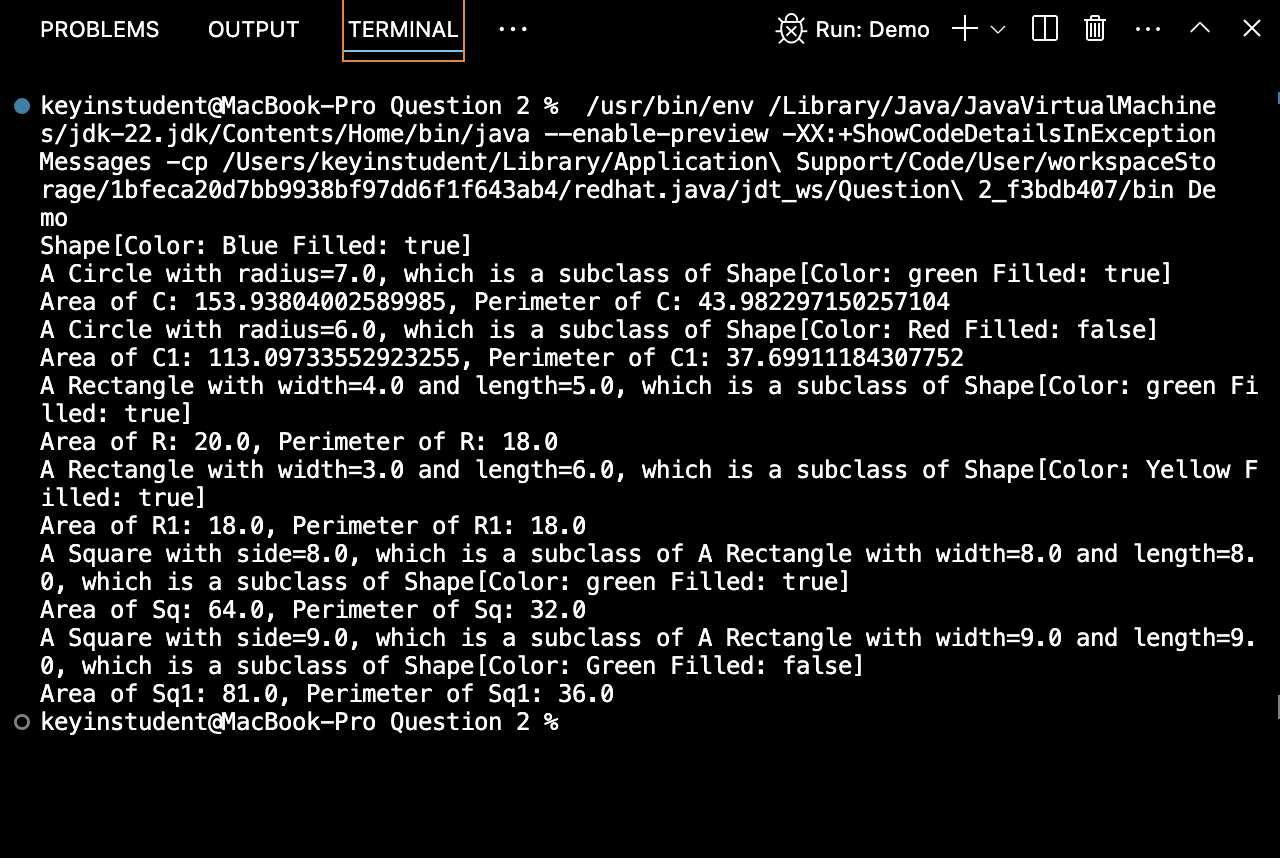 PROBLEMS OUTPUT TERMINAL ··· Run: Demo
keyinstudent@MacBook-Pro Question 2 %  /usr/bin/env /Library/Java/JavaVirtualMachine
s/jdk-22.jdk/Contents/Home/bin/java --enable-preview -XX:+ShowCodeDetailsInException
Messages -cp /Users/keyinstudent/Library/Application\ Support/Code/User/workspaceSto
rage/1bfeca20d7bb9938bf97dd6f1f643ab4/redhat.java/jdt_ws/Question\ 2_f3bdb407/bin De
mo
Shape[Color: Blue Filled: true]
A Circle with radius=7.0, which is a subclass of Shape[Color: green Filled: true]
Area of C: 153.93804002589985, Perimeter of C: 43.982297150257104
A Circle with radius=6.0, which is a subclass of Shape[Color: Red Filled: false]
Area of C1: 113.09733552923255, Perimeter of C1: 37.69911184307752
A Rectangle with width=4.0 and length=5.0, which is a subclass of Shape[Color: green Fi
lled: true]
Area of R: 20.0, Perimeter of R: 18.0
A Rectangle with width=3.0 and length=6.0, which is a subclass of Shape[Color: Yellow F
illed: true]
Area of R1: 18.0, Perimeter of R1: 18.0
A Square with side=8.0, which is a subclass of A Rectangle with width=8.0 and length=8.
0, which is a subclass of Shape[Color: green Filled: true]
Area of Sq: 64.0, Perimeter of Sq: 32.0
A Square with side=9.0, which is a subclass of A Rectangle with width=9.0 and length=9.
0, which is a subclass of Shape[Color: Green Filled: false]
Area of Sq1: 81.0, Perimeter of Sq1: 36.0
keyinstudent@MacBook-Pro Question 2 %